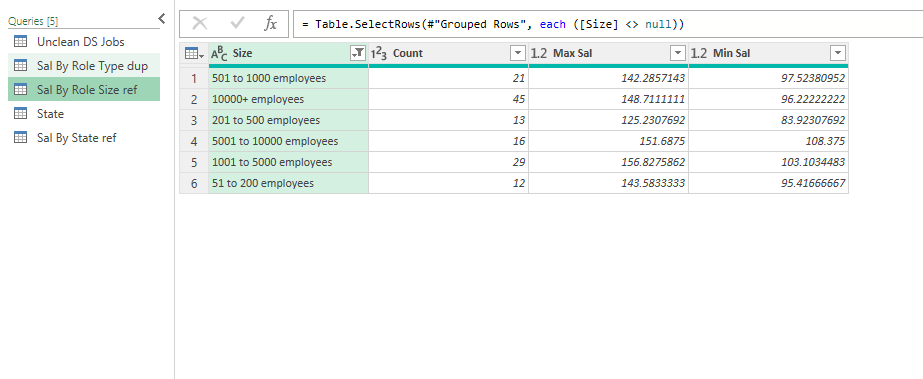 Queries [5]
Unclean DS Jobs
Sal By Role Type dup
Sal By Role Size ref
State
Sal By State ref
fx = Table.SelectRows(#"Grouped Rows", each ([Size] <> null))
ABC Size 123 Count 1.2 Max Sal 1.2 Min Sal
1 501 to 1000 employees 21 142.2857143 97.52380952
2 10000+ employees 45 148.7111111 96.22222222
3 201 to 500 employees 13 125.2307692 83.92307692
4 5001 to 10000 employees 16 151.6875 108.375
5 1001 to 5000 employees 29 156.8275862 103.1034483
6 51 to 200 employees 12 143.5833333 95.41666667